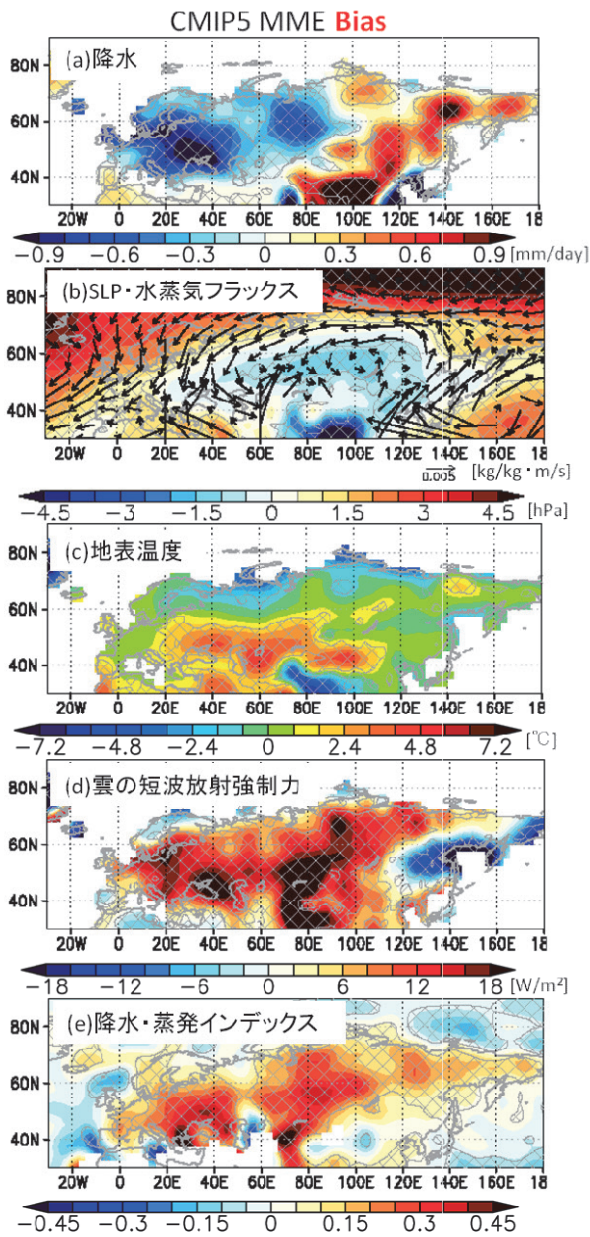 CMIP5 MME Bias
(a)降水
80N
60N
40N
20W 0 20E 40E 60E 80E 100E 120E 140E 160E 18
−0.9 −0.6 −0.3 0 0.3 0.6 0.9 [mm/day]
(b)SLP・水蒸気フラックス
80N
60N
40N
20W 0 20E 40E 60E 80E 100E 120E 140E 160E 18
0.005 [kg/kg・m/s]
−4.5 −3 −1.5 0 1.5 3 4.5 [hPa]
(c)地表温度
80N
60N
40N
20W 0 20E 40E 60E 80E 100E 120E 140E 160E 18
−7.2 −4.8 −2.4 0 2.4 4.8 7.2 [℃]
(d)雲の短波放射強制力
80N
60N
40N
20W 0 20E 40E 60E 80E 100E 120E 140E 160E 18
−18 −12 −6 0 6 12 18 [W/m²]
(e)降水・蒸発インデックス
80N
60N
40N
20W 0 20E 40E 60E 80E 100E 120E 140E 160E 18
−0.45 −0.3 −0.15 0 0.15 0.3 0.45